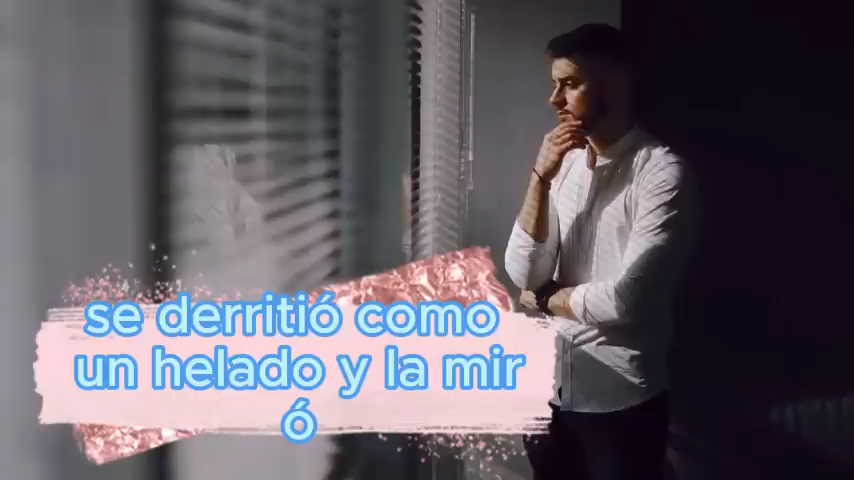 se derritió como
un helado y la mir
ó